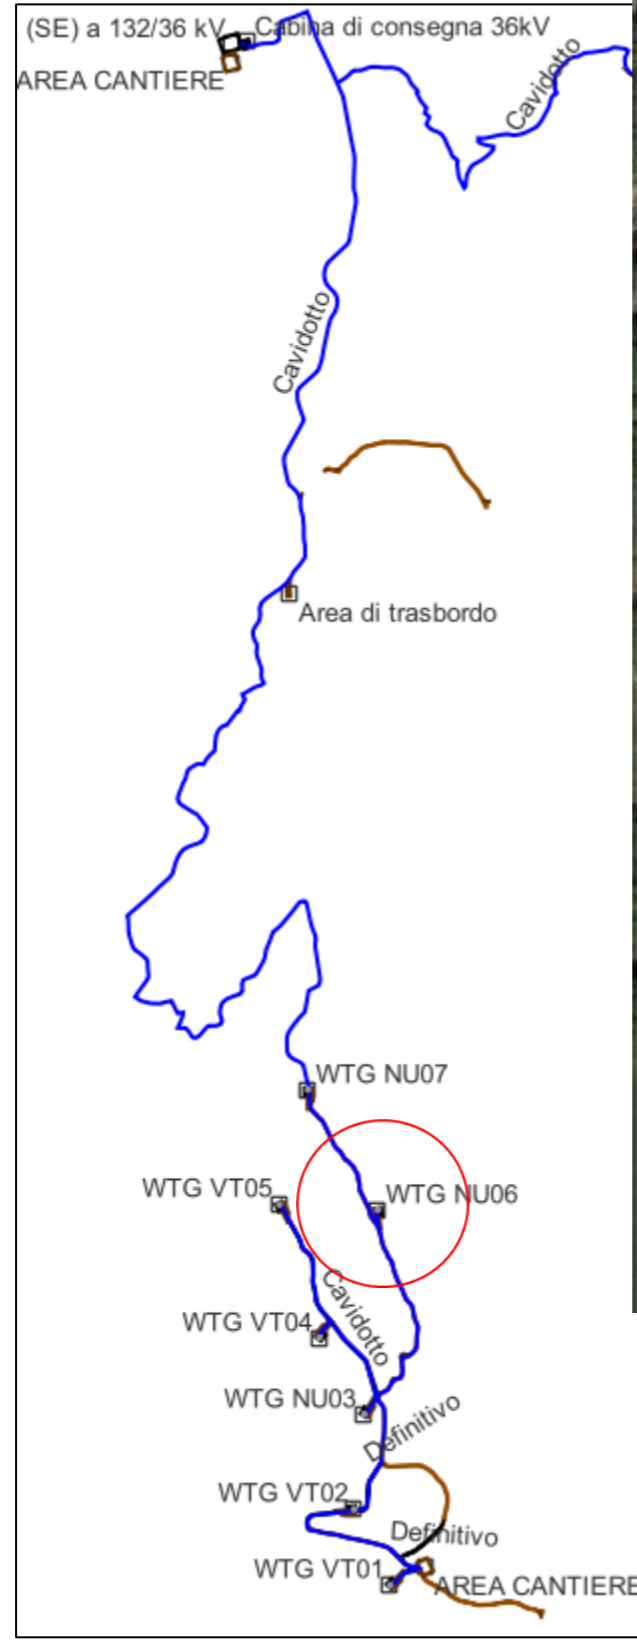 (SE) a 132/36 kV
Cabina di consegna 36kV
AREA CANTIERE
Cavidotto
Cavidotto
Area di trasbordo
WTG NU07
WTG VT05
WTG NU06
Cavidotto
WTG VT04
WTG NU03
Definitivo
WTG VT02
Definitivo
WTG VT01
AREA CANTIERE